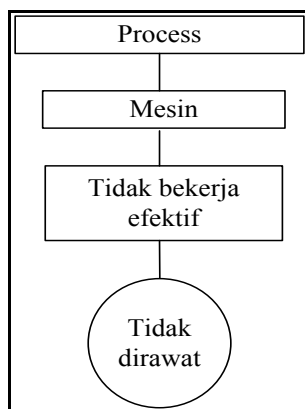 Process
Mesin
Tidak bekerja
efektif
Tidak
dirawat